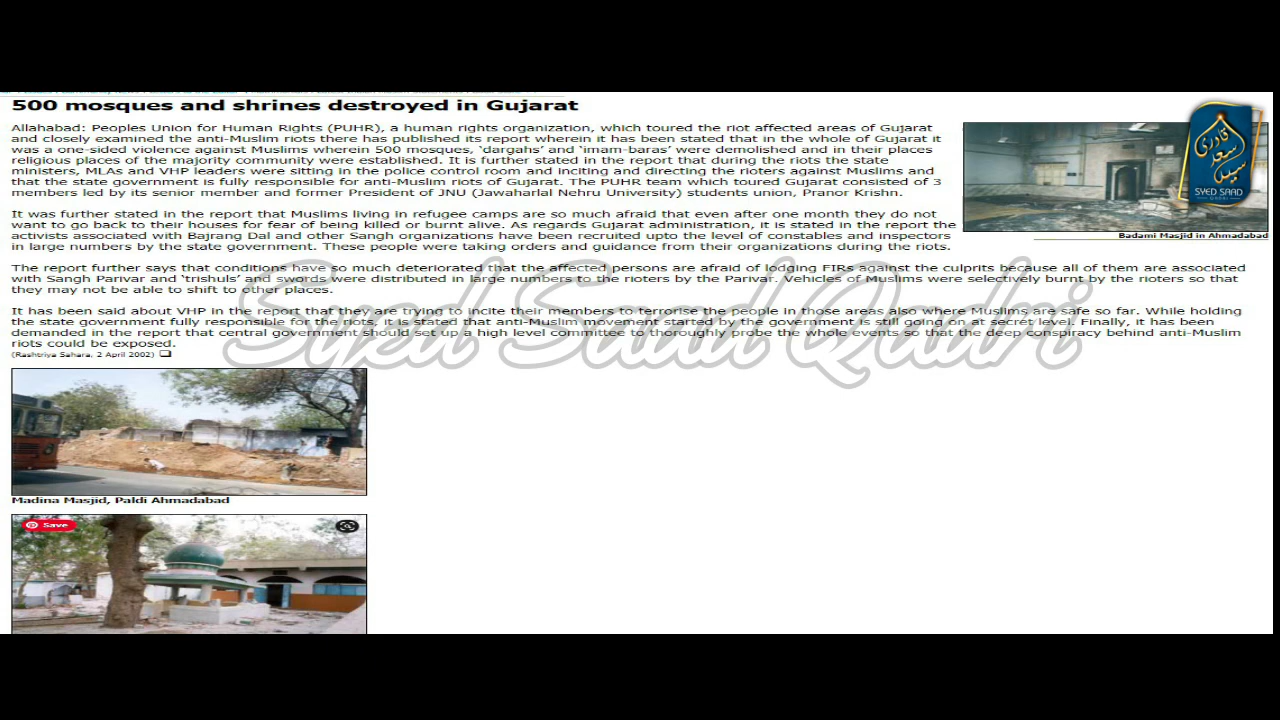 500 mosques and shrines destroyed in Gujarat
Allahabad: Peoples Union for Human Rights (PUHR), a human rights organization, which toured the riot affected areas of Gujarat
and closely examined the anti-Muslim riots there has published its report wherein it has been stated that in the whole of Gujarat it
was a one-sided violence against Muslims wherein 500 mosques, ‘dargahs’ and ‘imam-baras’ were demolished and in their places
religious places of the majority community were established. It is further stated in the report that during the riots the state
ministers, MLAs and VHP leaders were sitting in the police control room and inciting and directing the rioters against Muslims and
that the state government is fully responsible for anti-Muslim riots of Gujarat. The PUHR team which toured Gujarat consisted of 3
members led by its senior member and former President of JNU (Jawaharlal Nehru University) students union, Pranor Krishn.
It was further stated in the report that Muslims living in refugee camps are so much afraid that even after one month they do not
want to go back to their houses for fear of being killed or burnt alive. As regards Gujarat administration, it is stated in the report the
activists associated with Bajrang Dal and other Sangh organizations have been recruited upto the level of constables and inspectors
in large numbers by the state government. These people were taking orders and guidance from their organizations during the riots.
The report further says that conditions have so much deteriorated that the affected persons are afraid of lodging FIRs against the culprits because all of them are associated
with Sangh Parivar and ‘trishuls’ and swords were distributed in large numbers to the rioters by the Parivar. Vehicles of Muslims were selectively burnt by the rioters so that
they may not be able to shift to other places.
It has been said about VHP in the report that they are trying to incite their members to terrorise the people in those areas also where Muslims are safe so far. While holding
the state government fully responsible for the riots, it is stated that anti-Muslim movement started by the government is still going on at secret level. Finally, it has been
demanded in the report that central government should set up a high level committee to thoroughly probe the whole events so that the deep conspiracy behind anti-Muslim
riots could be exposed.
(Rashtriya Sahara, 2 April 2002)
Badami Masjid in Ahmadabad
سید
سعد
قادری
SYED SAAD
QADRI
Syed Saad Qadri
Madina Masjid, Paldi Ahmadabad
Save